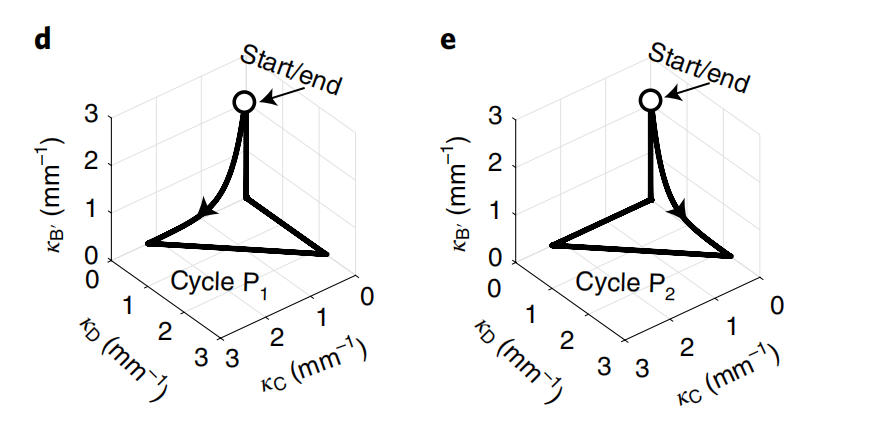 d
Start/end
3
2
1
0
κB′ (mm−1)
0
1
2
3
κD (mm−1)
3
2
1
0
κC (mm−1)
Cycle P1
e
Start/end
3
2
1
0
κB′ (mm−1)
0
1
2
3
κD (mm−1)
3
2
1
0
κC (mm−1)
Cycle P2